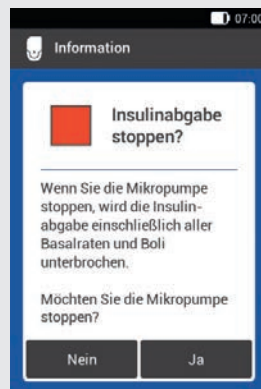 07:00
Information
Insulinabgabe
stoppen?
Wenn Sie die Mikropumpe
stoppen, wird die Insulin-
abgabe einschließlich aller
Basalraten und Boli
unterbrochen.
Möchten Sie die Mikropumpe
stoppen?
Nein
Ja